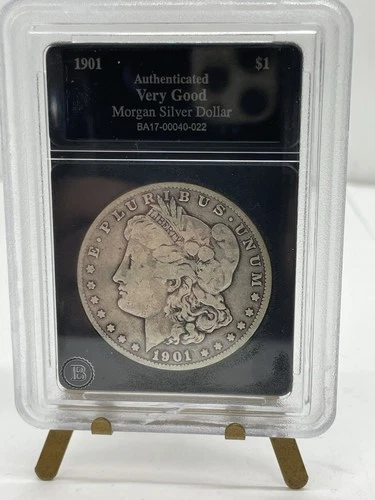 1901 $1
Authenticated
Very Good
Morgan Silver Dollar
BA17-00040-022
E·PLURIBUS·UNUM
LIBERTY
1901
B